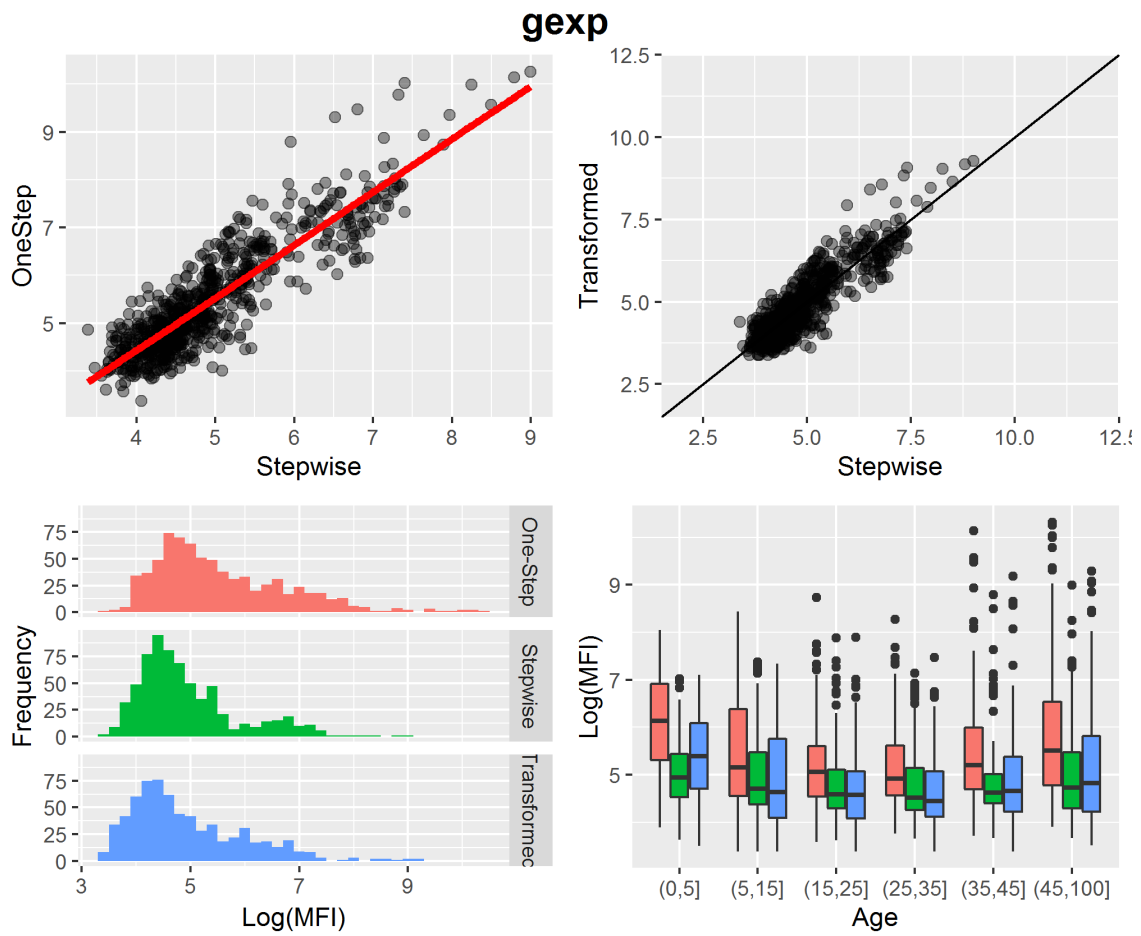 gexp
OneStep
9
7
5
4 5 6 7 8 9
Stepwise
Transformed
12.5
10.0
7.5
5.0
2.5
2.5 5.0 7.5 10.0 12.5
Stepwise
Frequency
75
50
25
0
One-Step
75
50
25
0
Stepwise
75
50
25
0
Transformed
3 5 7 9
Log(MFI)
Log(MFI)
9
7
5
(0,5] (5,15] (15,25] (25,35] (35,45] (45,100]
Age